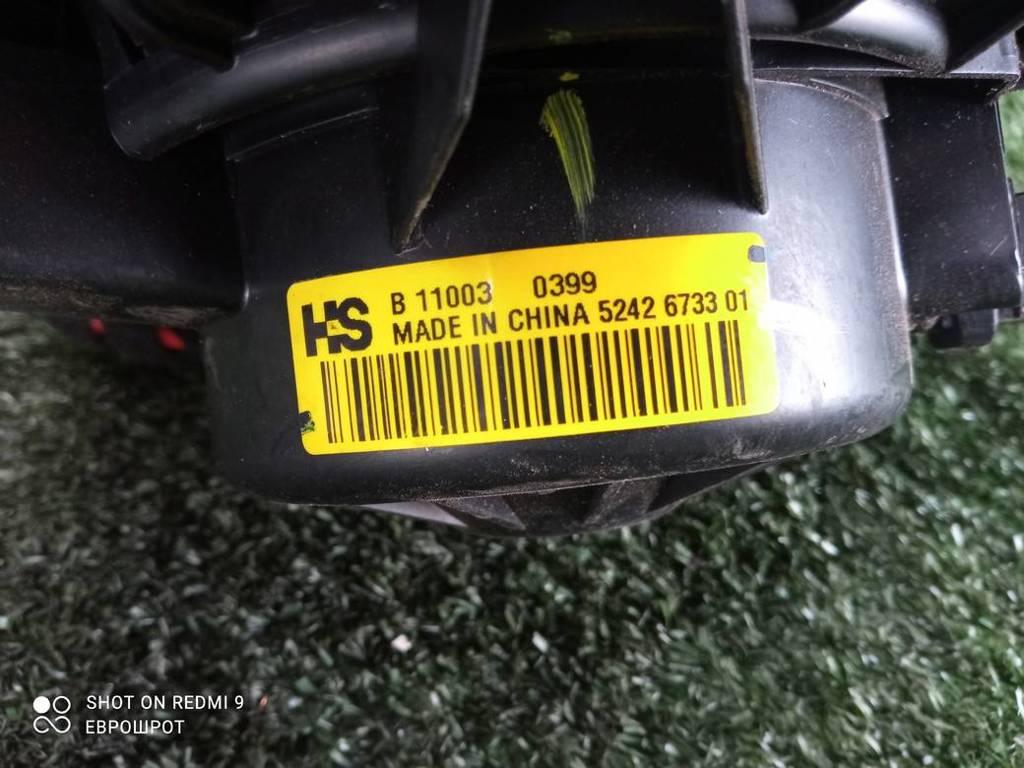 HS B 11003 0399
MADE IN CHINA 5242 6733 01
SHOT ON REDMI 9
ЕВРОШРОТ